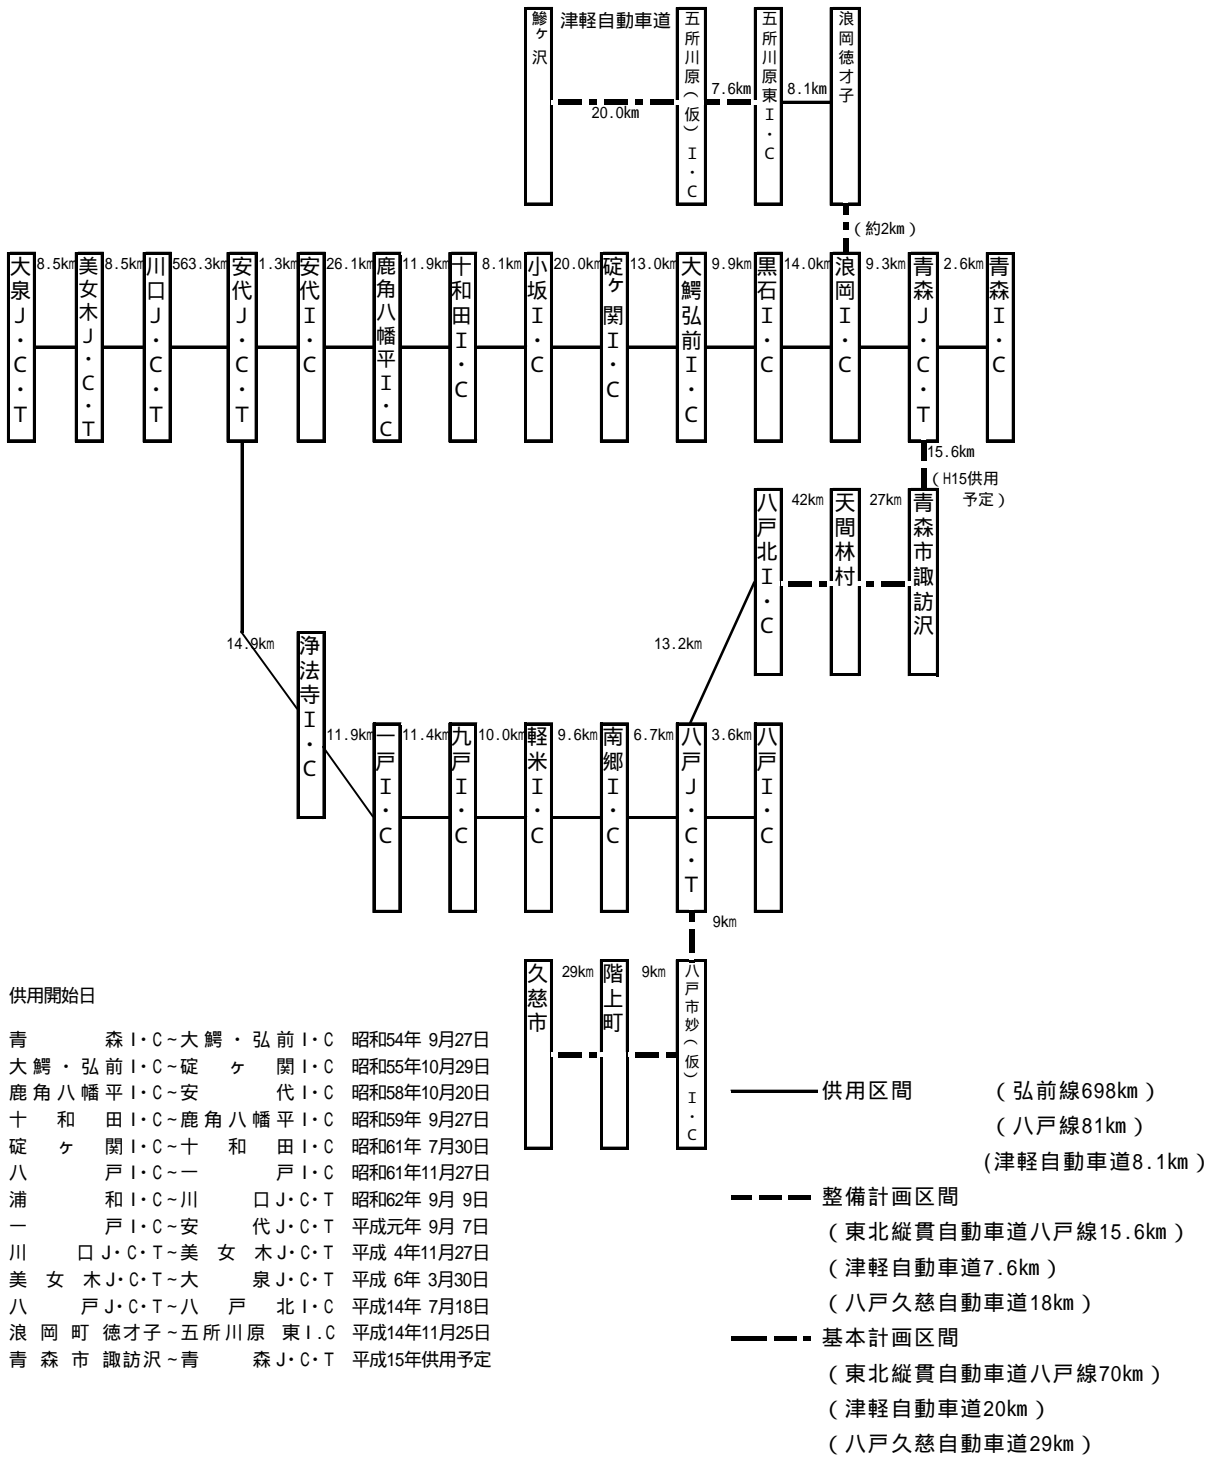 津軽自動車道
鰺ヶ沢
20.0km
五所川原(仮)I・C
7.6km
五所川原東I・C
8.1km
浪岡徳才子
(約2km)
大泉J・C・T
8.5km
美女木J・C・T
8.5km
川口J・C・T
563.3km
安代J・C・T
1.3km
安代I・C
26.1km
鹿角八幡平I・C
11.9km
十和田I・C
8.1km
小坂I・C
20.0km
碇ヶ関I・C
13.0km
大鰐弘前I・C
9.9km
黒石I・C
14.0km
浪岡I・C
9.3km
青森J・C・T
2.6km
青森I・C
15.6km
(H15供用
予定)
八戸北I・C
42km
天間林村
27km
青森市諏訪沢
14.9km
13.2km
浄法寺I・C
11.9km
一戸I・C
11.4km
九戸I・C
10.0km
軽米I・C
9.6km
南郷I・C
6.7km
八戸J・C・T
3.6km
八戸I・C
9km
久慈市
29km
階上町
9km
八戸市妙(仮)I・C
供用開始日
青森I・C~大鰐・弘前I・C 昭和54年 9月27日
大鰐・弘前I・C~碇ヶ関I・C 昭和55年10月29日
鹿角八幡平I・C~安代I・C 昭和58年10月20日
十和田I・C~鹿角八幡平I・C 昭和59年 9月27日
碇ヶ関I・C~十和田I・C 昭和61年 7月30日
八戸I・C~一戸I・C 昭和61年11月27日
浦和I・C~川口J・C・T 昭和62年 9月 9日
一戸I・C~安代J・C・T 平成元年 9月 7日
川口J・C・T~美女木J・C・T 平成 4年11月27日
美女木J・C・T~大泉J・C・T 平成 6年 3月30日
八戸J・C・T~八戸北I・C 平成14年 7月18日
浪岡町徳才子~五所川原東I.C 平成14年11月25日
青森市諏訪沢~青森J・C・T 平成15年供用予定
供用区間 (弘前線698km)
(八戸線81km)
(津軽自動車道8.1km)
整備計画区間
(東北縦貫自動車道八戸線15.6km)
(津軽自動車道7.6km)
(八戸久慈自動車道18km)
基本計画区間
(東北縦貫自動車道八戸線70km)
(津軽自動車道20km)
(八戸久慈自動車道29km)